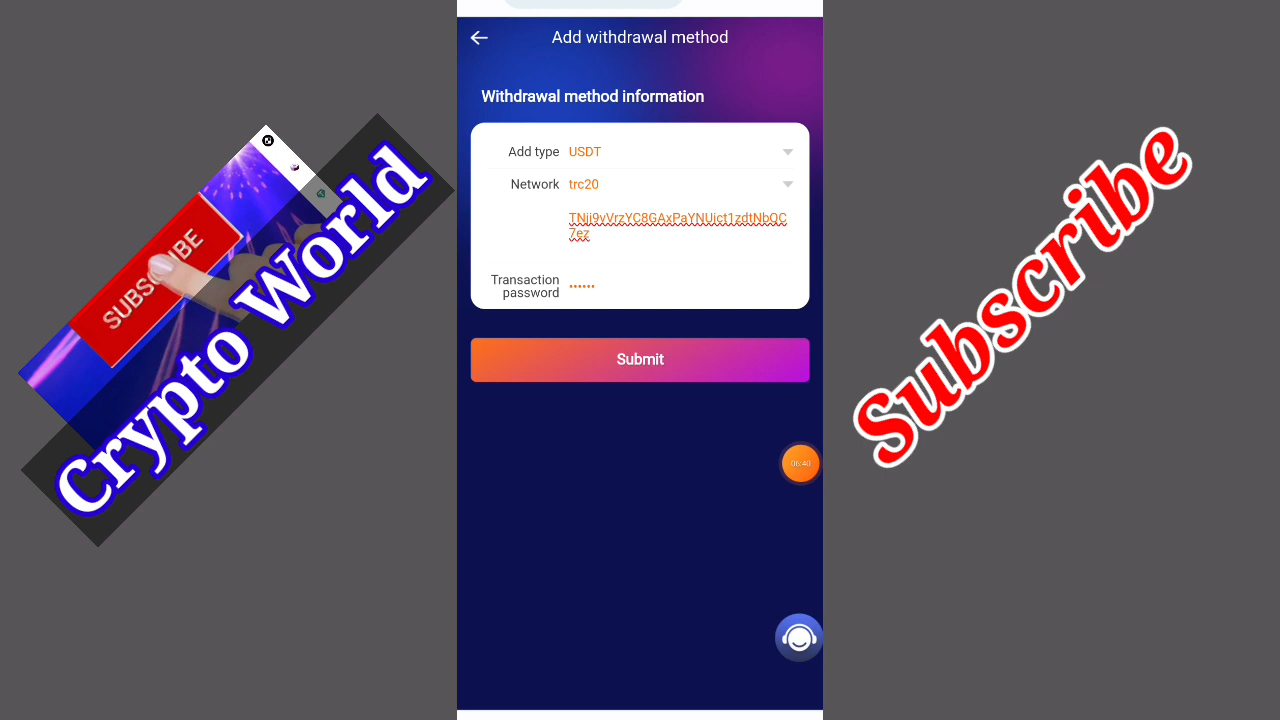 Add withdrawal method
Withdrawal method information
Add type USDT
Network trc20
TNji9vVrzYC8GAxPaYNUict1zdtNbQC
7ez
Transaction
password ••••••
Submit
06:40
SUBSCRIBE
Crypto World
Subscribe